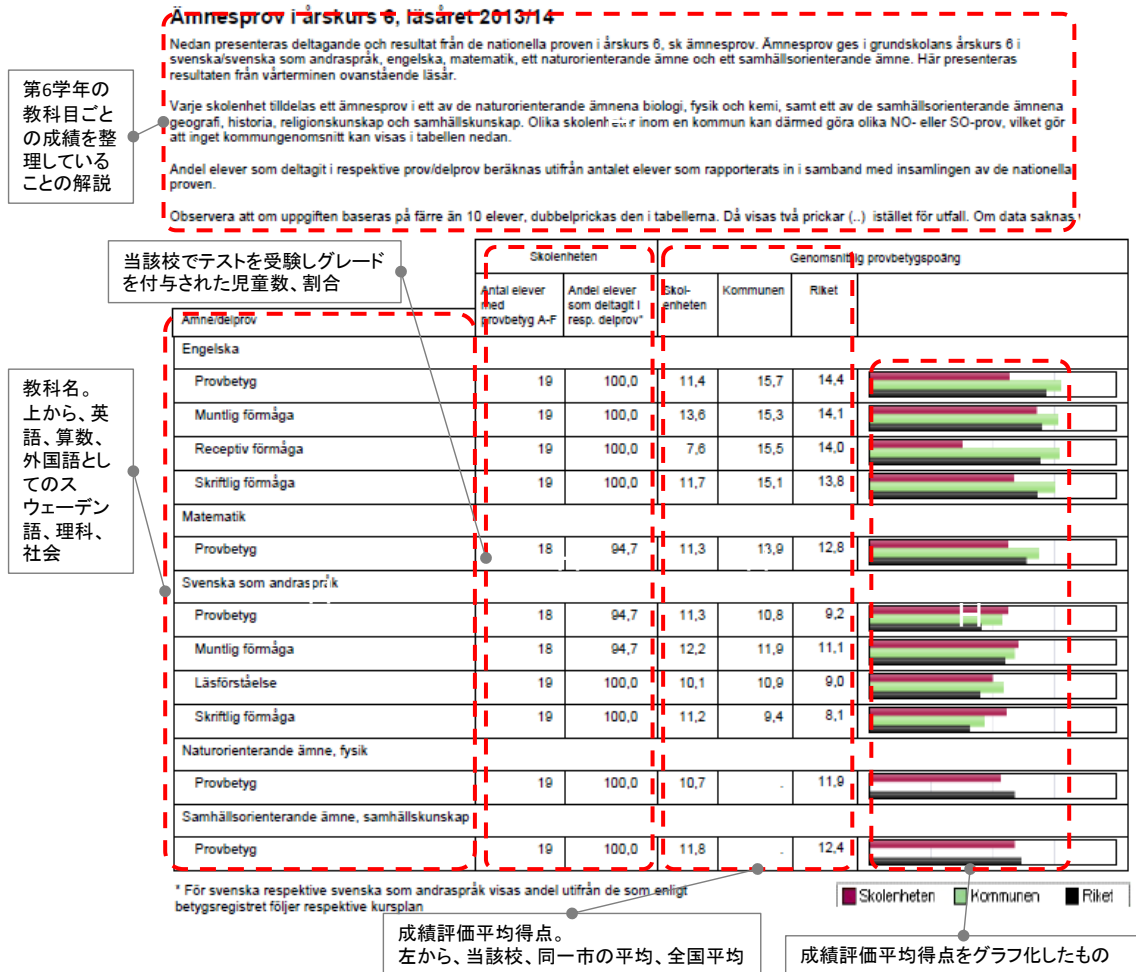 Ämnesprov i årskurs 6, läsåret 2013/14
Nedan presenteras deltagande och resultat från de nationella proven i årskurs 6, sk ämnesprov. Ämnesprov ges i grundskolans årskurs 6 i
svenska/svenska som andraspråk, engelska, matematik, ett naturorienterande ämne och ett samhällsorienterande ämne. Här presenteras
resultaten från vårterminen ovanstående läsår.
Varje skolenhet tilldelas ett ämnesprov i ett av de naturorienterande ämnena biologi, fysik och kemi, samt ett av de samhällsorienterande ämnena
geografi, historia, religionskunskap och samhällskunskap. Olika skolenheter inom en kommun kan därmed göra olika NO- eller SO-prov, vilket gör
att inget kommungenomsnitt kan visas i tabellen nedan.
Andel elever som deltagit i respektive prov/delprov beräknas utifrån antalet elever som rapporterats in i samband med insamlingen av de nationella
proven.
Observera att om uppgiften baseras på färre än 10 elever, dubbelprickas den i tabellerna. Då visas två prickar (..) istället för utfall. Om data saknas
第6学年の
教科目ごと
の成績を整
理している
ことの解説
当該校でテストを受験しグレード
を付与された児童数、割合
教科名。
上から、英
語、算数、
外国語とし
てのス
ウェーデン
語、理科、
社会
Skolenheten Genomsnittlig provbetygspoäng
Ämne/delprov Antal elever med provbetyg A-F Andel elever som deltagit i resp. delprov* Skol-enheten Kommunen Riket
Engelska
Provbetyg 19 100,0 11,4 15,7 14,4
Muntlig förmåga 19 100,0 13,6 15,3 14,1
Receptiv förmåga 19 100,0 7,6 15,5 14,0
Skriftlig förmåga 19 100,0 11,7 15,1 13,8
Matematik
Provbetyg 18 94,7 11,3 13,9 12,8
Svenska som andraspråk
Provbetyg 18 94,7 11,3 10,8 9,2
Muntlig förmåga 18 94,7 12,2 11,9 11,1
Läsförståelse 19 100,0 10,1 10,9 9,0
Skriftlig förmåga 19 100,0 11,2 9,4 8,1
Naturorienterande ämne, fysik
Provbetyg 19 100,0 10,7 . 11,9
Samhällsorienterande ämne, samhällskunskap
Provbetyg 19 100,0 11,8 . 12,4
* För svenska respektive svenska som andraspråk visas andel utifrån de som enligt
betygsregistret följer respektive kursplan
Skolenheten Kommunen Riket
成績評価平均得点。
左から、当該校、同一市の平均、全国平均
成績評価平均得点をグラフ化したもの